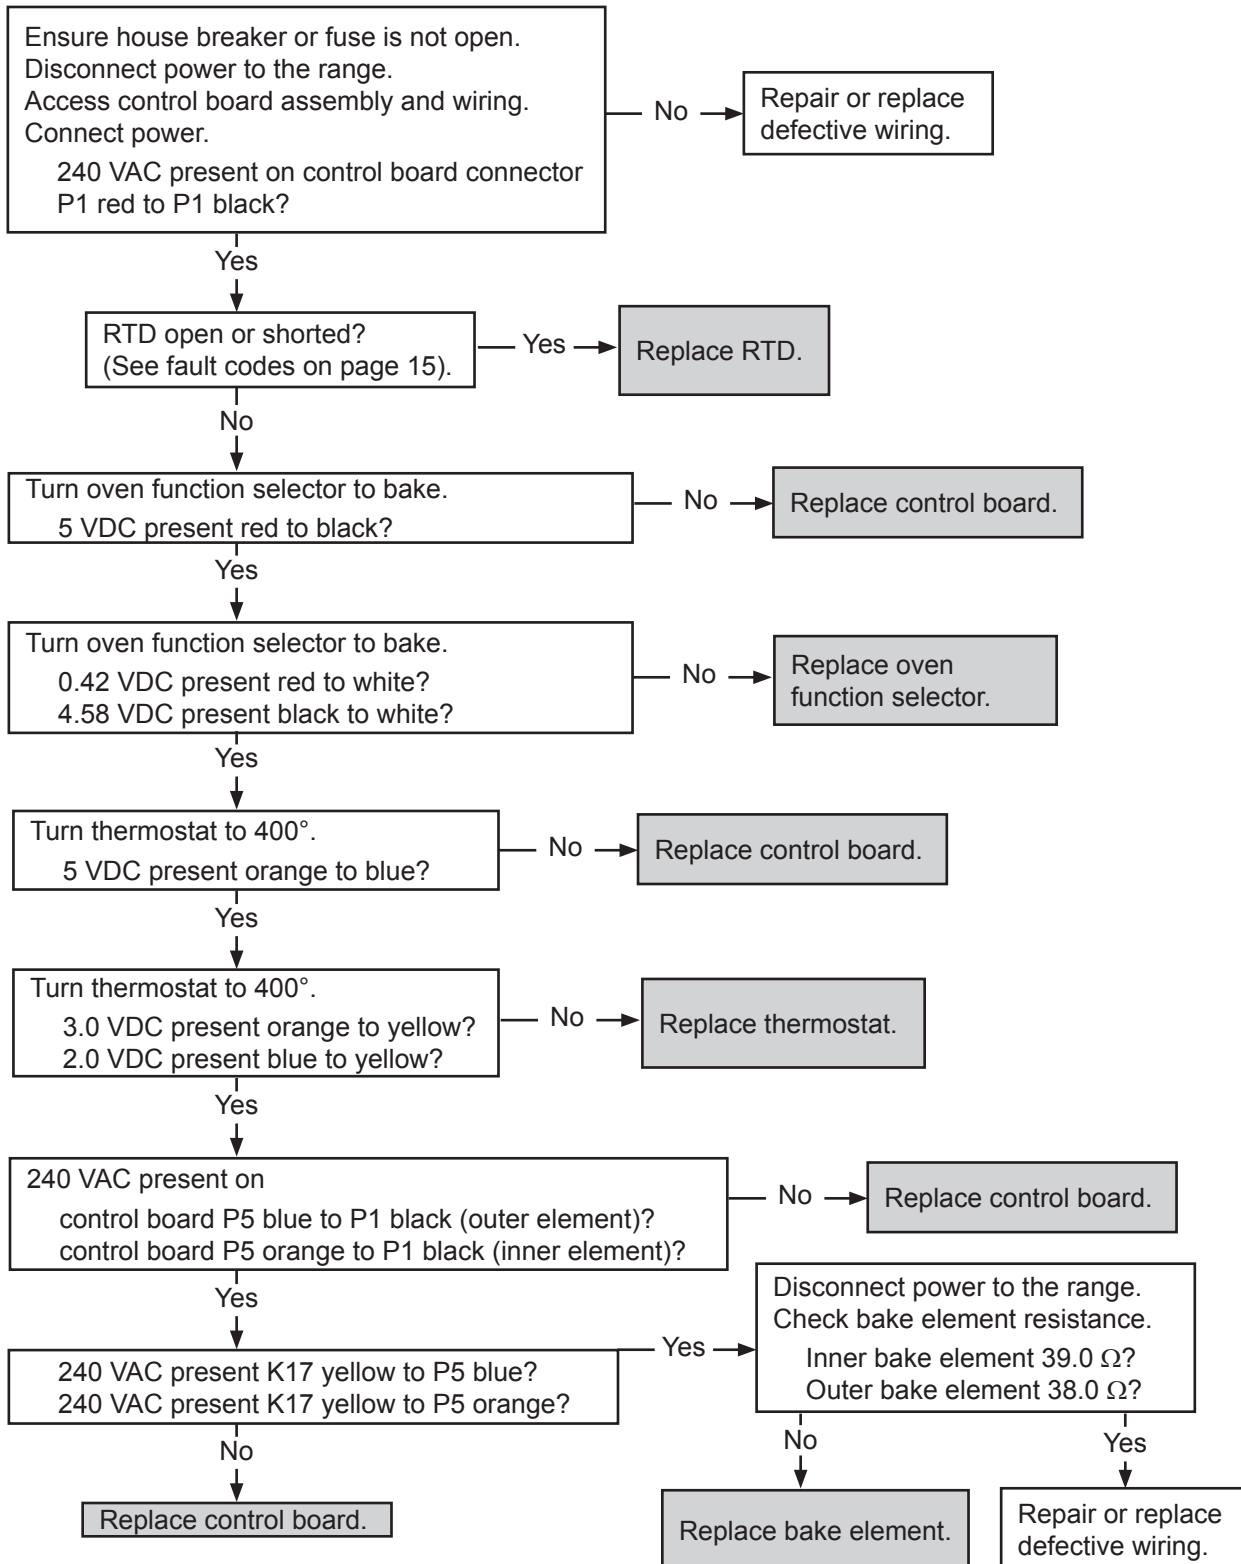 Ensure house breaker or fuse is not open.
Disconnect power to the range.
Access control board assembly and wiring.
Connect power.
240 VAC present on control board connector
P1 red to P1 black?
No
Repair or replace
defective wiring.
Yes
RTD open or shorted?
(See fault codes on page 15).
Yes
Replace RTD.
No
Turn oven function selector to bake.
5 VDC present red to black?
No
Replace control board.
Yes
Turn oven function selector to bake.
0.42 VDC present red to white?
4.58 VDC present black to white?
No
Replace oven
function selector.
Yes
Turn thermostat to 400°.
5 VDC present orange to blue?
No
Replace control board.
Yes
Turn thermostat to 400°.
3.0 VDC present orange to yellow?
2.0 VDC present blue to yellow?
No
Replace thermostat.
Yes
240 VAC present on
control board P5 blue to P1 black (outer element)?
control board P5 orange to P1 black (inner element)?
No
Replace control board.
Yes
240 VAC present K17 yellow to P5 blue?
240 VAC present K17 yellow to P5 orange?
Yes
Disconnect power to the range.
Check bake element resistance.
Inner bake element 39.0 Ω?
Outer bake element 38.0 Ω?
No
Replace control board.
No
Replace bake element.
Yes
Repair or replace
defective wiring.